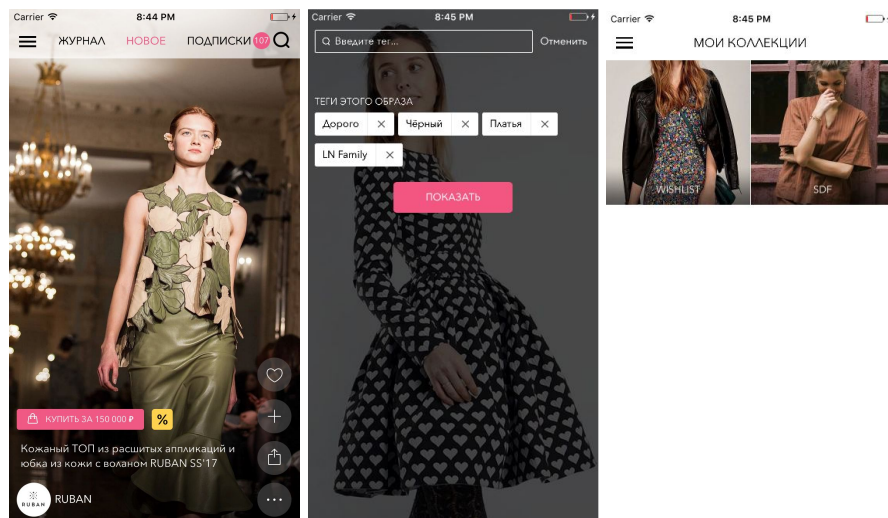 Carrier 8:44 PM
ЖУРНАЛ НОВОЕ ПОДПИСКИ 107
КУПИТЬ ЗА 150 000 ₽ %
Кожаный ТОП из расшитых аппликаций и
юбка из кожи с воланом RUBAN SS'17
RUBAN RUBAN
Carrier 8:45 PM
Введите тег... Отменить
ТЕГИ ЭТОГО ОБРАЗА
Дорого × Чёрный × Платья ×
LN Family ×
ПОКАЗАТЬ
Carrier 8:45 PM
МОИ КОЛЛЕКЦИИ
WISHLIST SDF